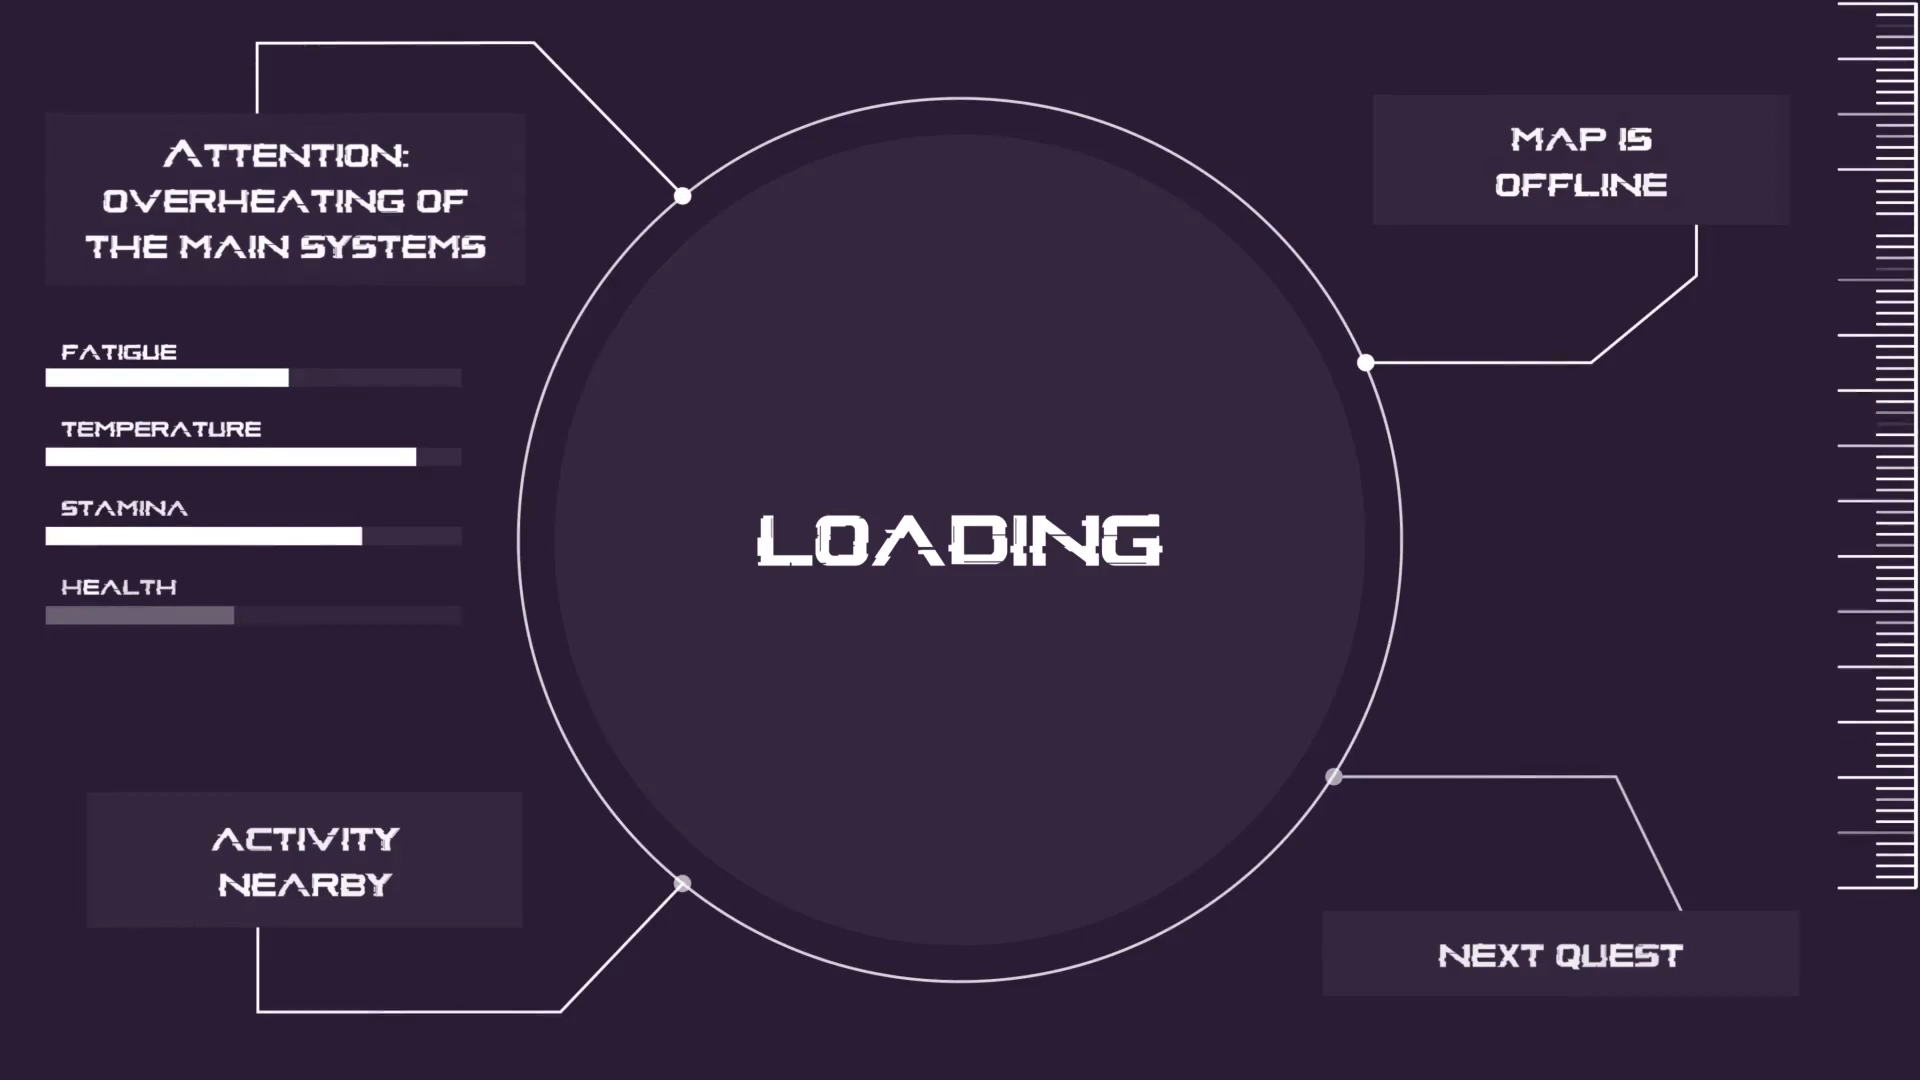 ATTENTION:
OVERHEATING OF
THE MAIN SYSTEMS
MAP IS
OFFLINE
FATIGUE
TEMPERATURE
STAMINA
HEALTH
LOADING
ACTIVITY
NEARBY
NEXT QUEST